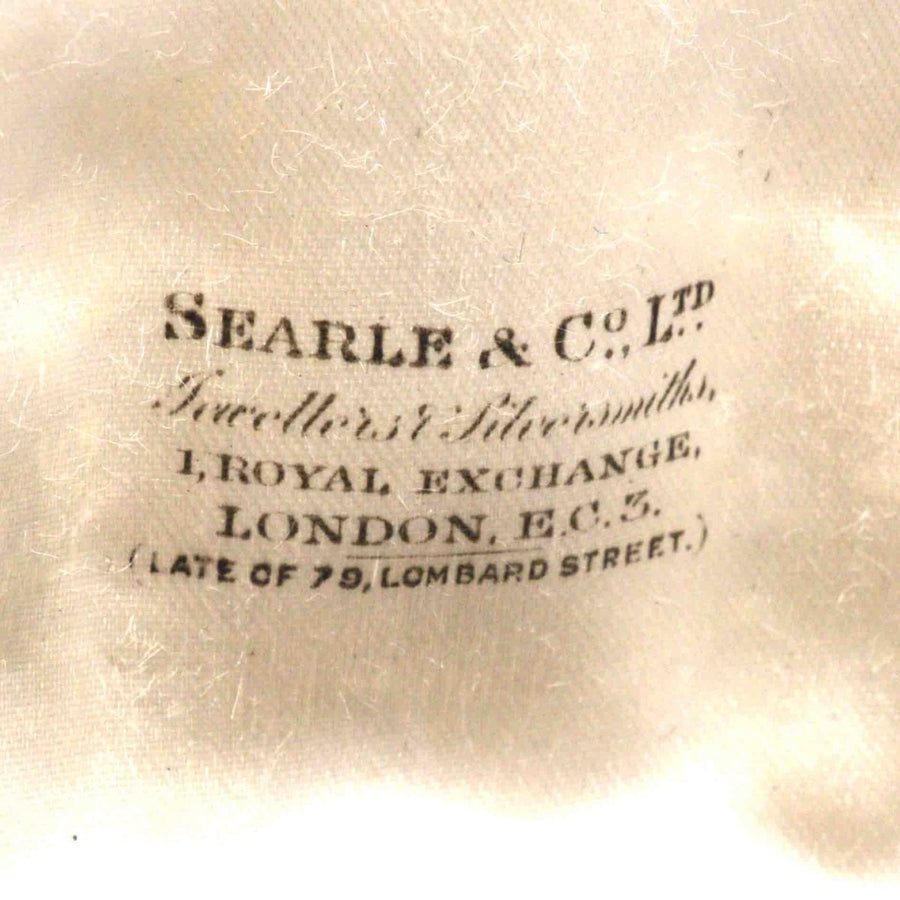 SEARLE & Co., LTD.
Jewellers & Silversmiths,
1, ROYAL EXCHANGE,
LONDON, E.C.3.
(LATE OF 79, LOMBARD STREET.)